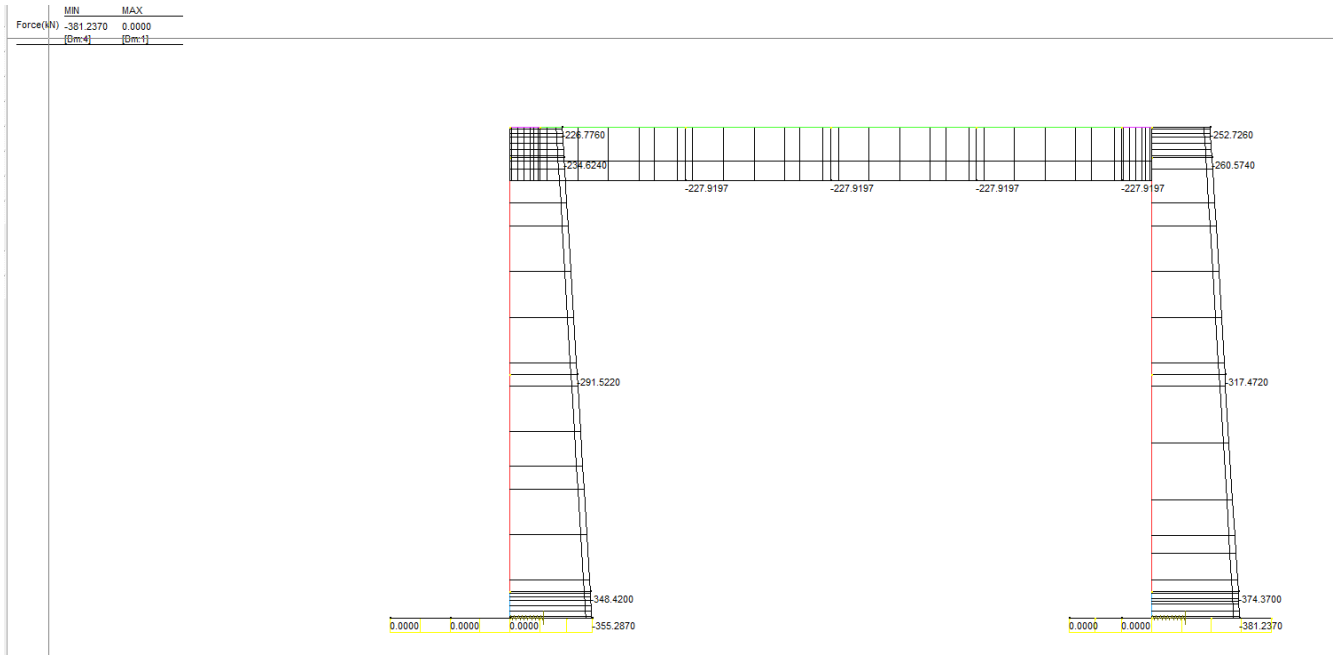 MIN MAX
Force(kN) -381.2370 0.0000
[Bm:4] [Bm:1]
-226.7760 -252.7260
-234.6240 -260.5740
-227.9197 -227.9197 -227.9197 -227.9197
-291.5220 -317.4720
-348.4200 -374.3700
0.0000 0.0000 0.0000 -355.2870 0.0000 0.0000 -381.2370